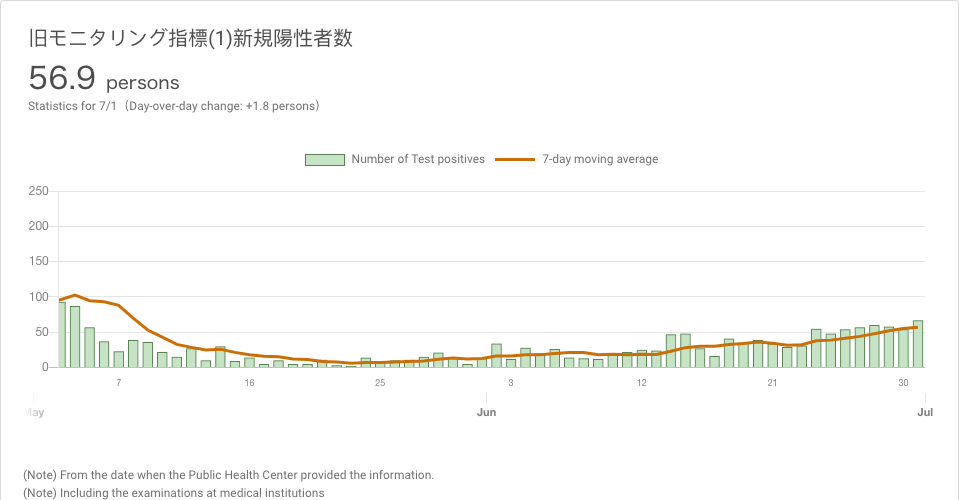 旧モニタリング指標(1)新規陽性者数
56.9 persons
Statistics for 7/1（Day-over-day change: +1.8 persons）
Number of Test positives 7-day moving average
250
200
150
100
50
0
7 16 25 3 12 21 30
May Jun Jul
(Note) From the date when the Public Health Center provided the information.
(Note) Including the examinations at medical institutions